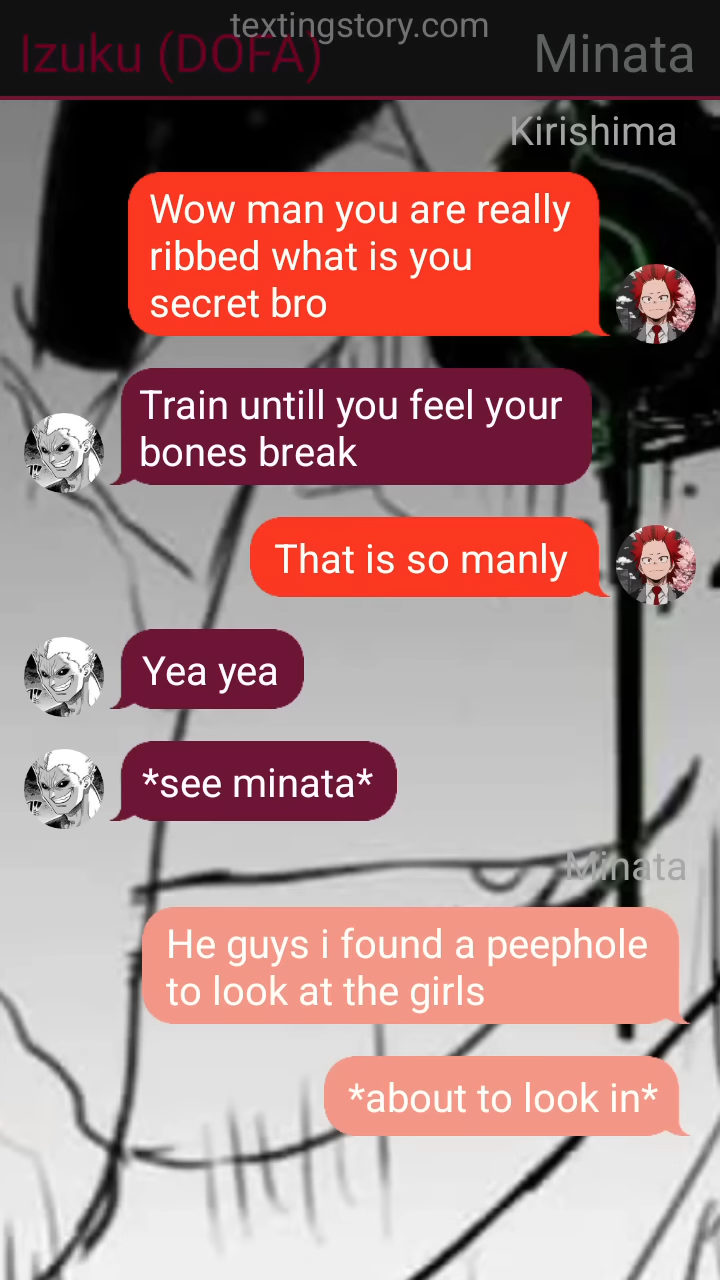 textingstory.com
Izuku (DOFA)
Minata
Kirishima
Wow man you are really
ribbed what is you
secret bro
Train untill you feel your
bones break
That is so manly
Yea yea
*see minata*
Minata
He guys i found a peephole
to look at the girls
*about to look in*